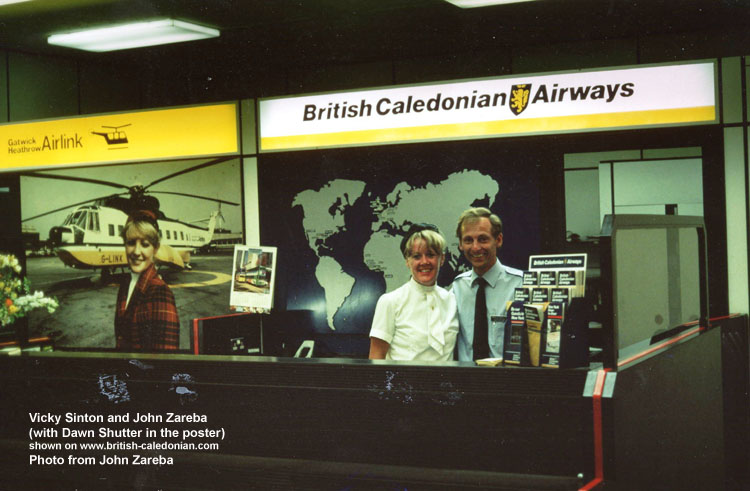 Gatwick
Heathrow Airlink
British Caledonian Airways
G-LINK
British Caledonian Airways
Vicky Sinton and John Zareba
(with Dawn Shutter in the poster)
shown on www.british-caledonian.com
Photo from John Zareba